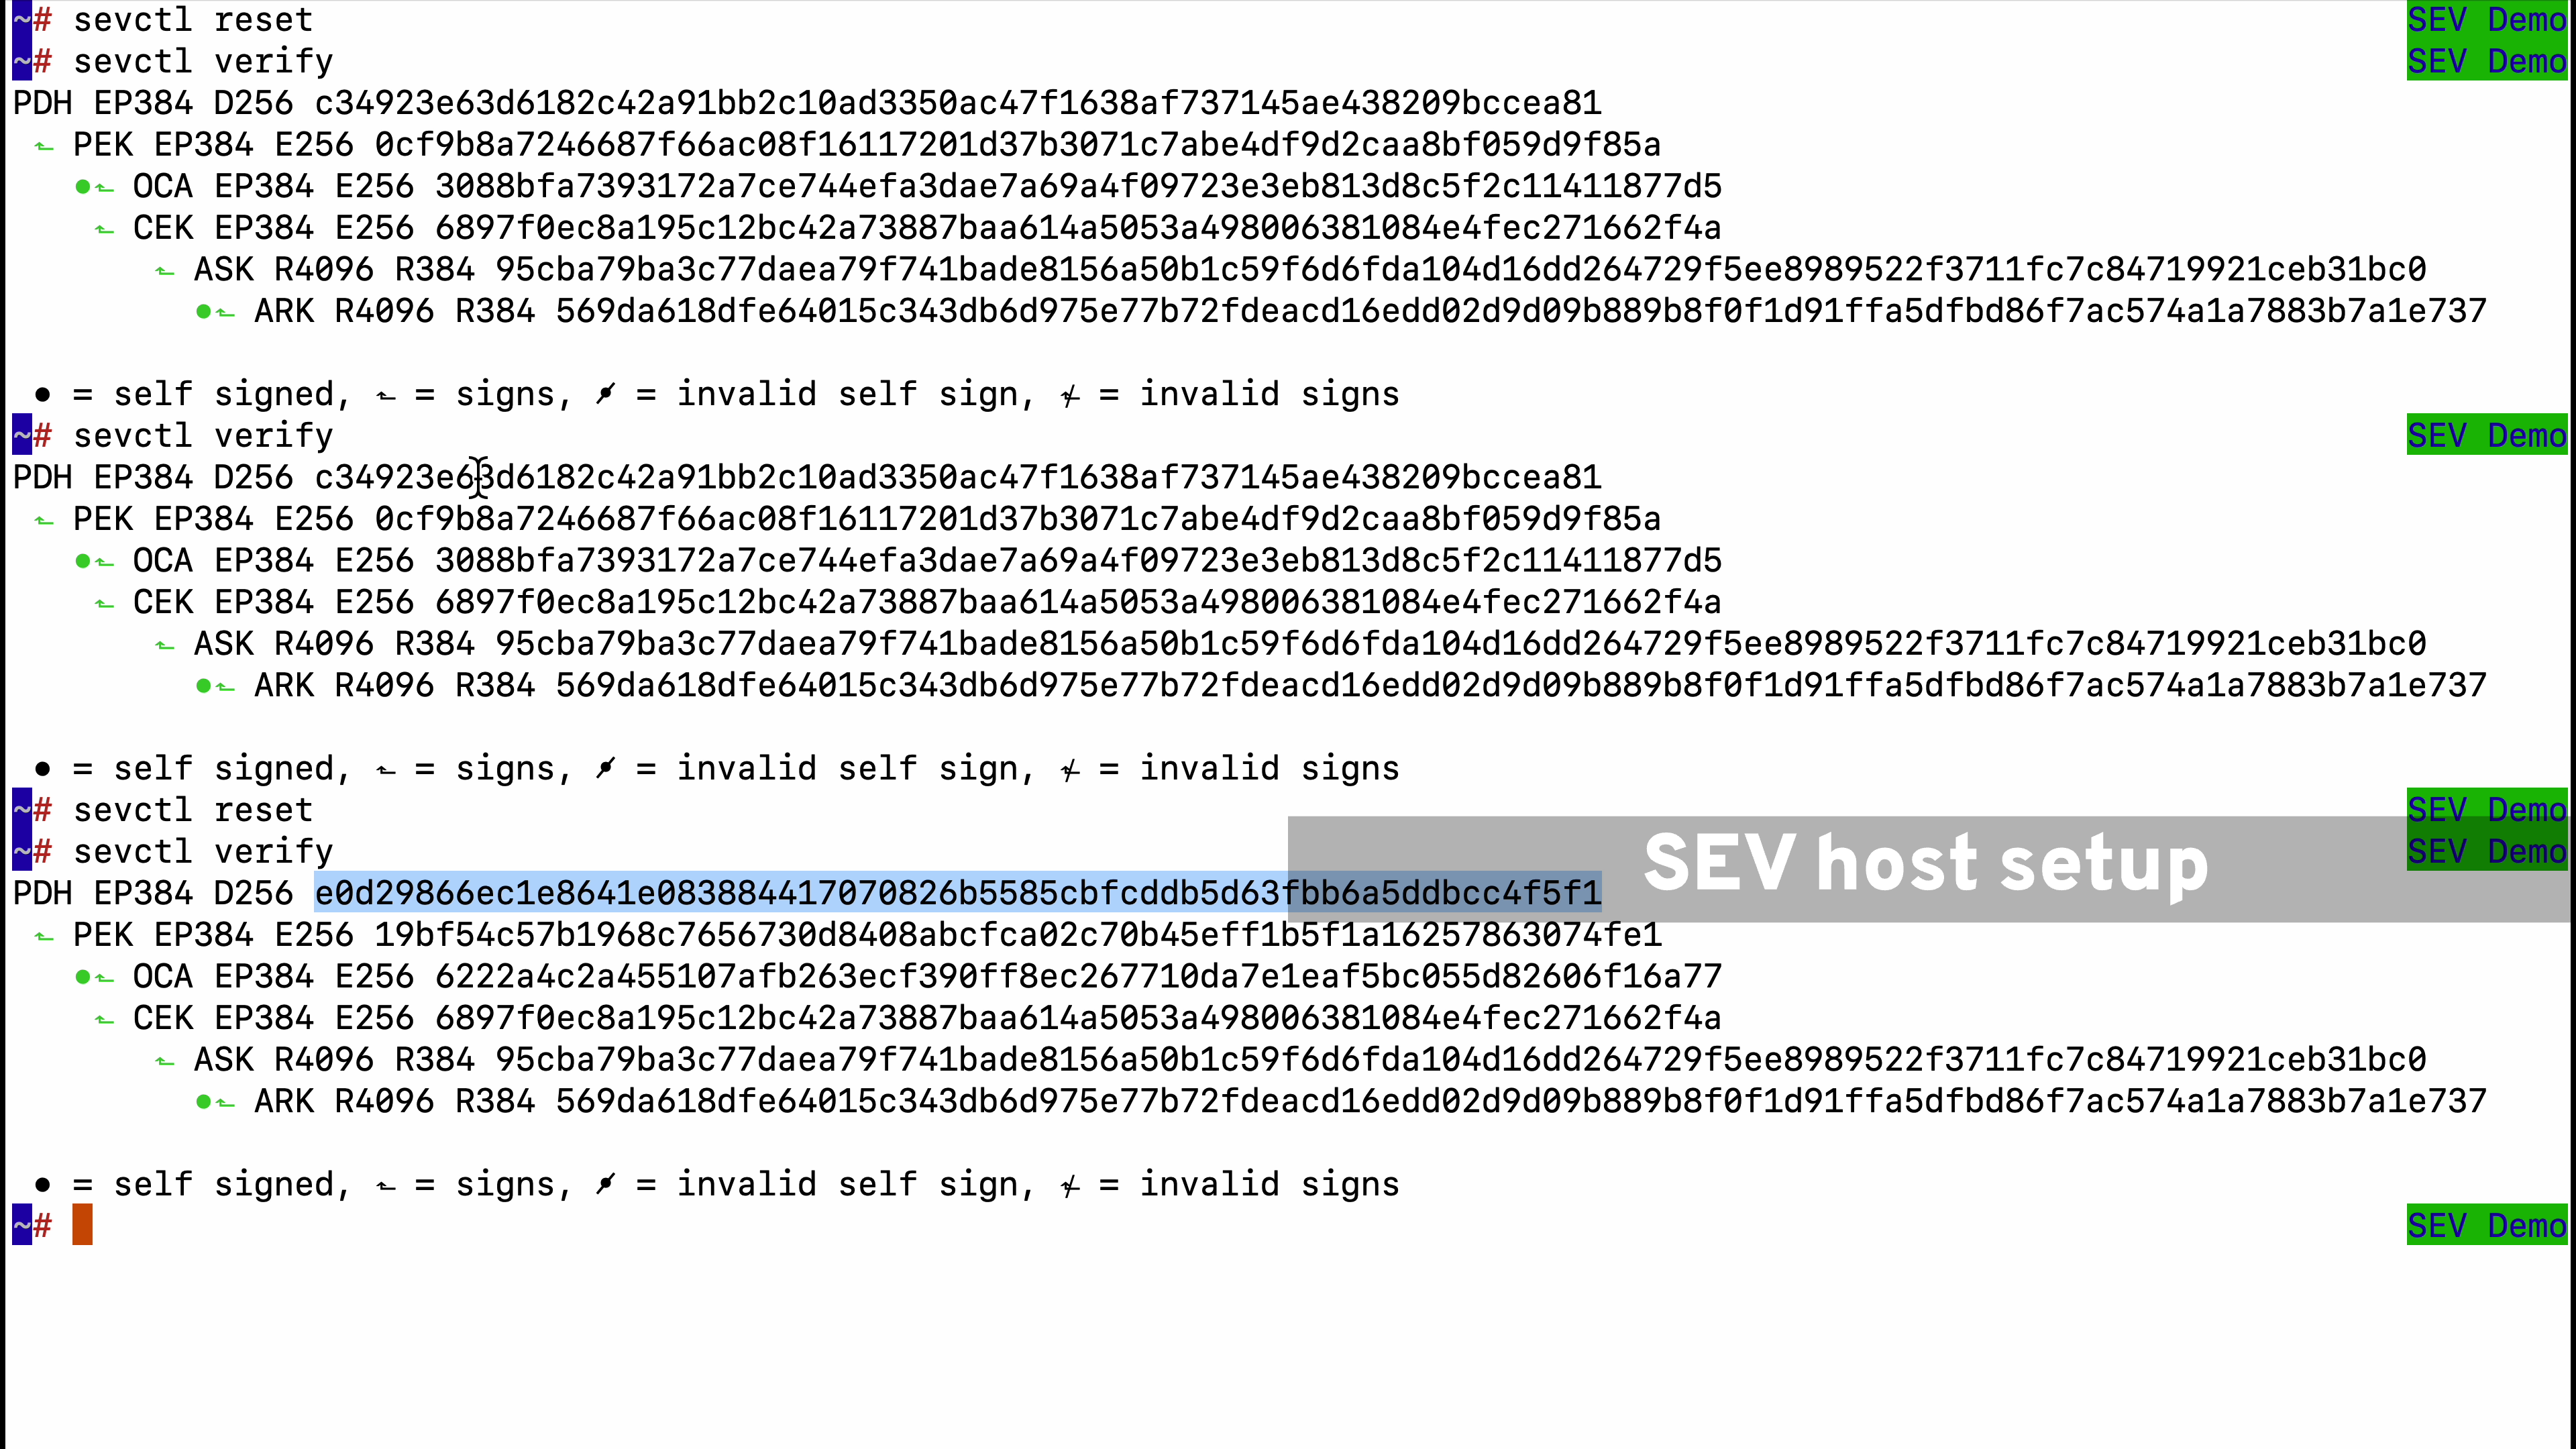 ~# sevctl reset SEV Demo
~# sevctl verify SEV Demo
PDH EP384 D256 c34923e63d6182c42a91bb2c10ad3350ac47f1638af737145ae438209bccea81
⬑ PEK EP384 E256 0cf9b8a7246687f66ac08f16117201d37b3071c7abe4df9d2caa8bf059d9f85a
•⬑ OCA EP384 E256 3088bfa7393172a7ce744efa3dae7a69a4f09723e3eb813d8c5f2c11411877d5
⬑ CEK EP384 E256 6897f0ec8a195c12bc42a73887baa614a5053a498006381084e4fec271662f4a
⬑ ASK R4096 R384 95cba79ba3c77daea79f741bade8156a50b1c59f6d6fda104d16dd264729f5ee8989522f3711fc7c84719921ceb31bc0
•⬑ ARK R4096 R384 569da618dfe64015c343db6d975e77b72fdeacd16edd02d9d09b889b8f0f1d91ffa5dfbd86f7ac574a1a7883b7a1e737
• = self signed, ⬑ = signs, •̷ = invalid self sign, ⬑̸ = invalid signs
~# sevctl verify SEV Demo
PDH EP384 D256 c34923e63d6182c42a91bb2c10ad3350ac47f1638af737145ae438209bccea81
⬑ PEK EP384 E256 0cf9b8a7246687f66ac08f16117201d37b3071c7abe4df9d2caa8bf059d9f85a
•⬑ OCA EP384 E256 3088bfa7393172a7ce744efa3dae7a69a4f09723e3eb813d8c5f2c11411877d5
⬑ CEK EP384 E256 6897f0ec8a195c12bc42a73887baa614a5053a498006381084e4fec271662f4a
⬑ ASK R4096 R384 95cba79ba3c77daea79f741bade8156a50b1c59f6d6fda104d16dd264729f5ee8989522f3711fc7c84719921ceb31bc0
•⬑ ARK R4096 R384 569da618dfe64015c343db6d975e77b72fdeacd16edd02d9d09b889b8f0f1d91ffa5dfbd86f7ac574a1a7883b7a1e737
• = self signed, ⬑ = signs, •̷ = invalid self sign, ⬑̸ = invalid signs
~# sevctl reset SEV Demo
~# sevctl verify SEV Demo
SEV host setup
PDH EP384 D256 e0d29866ec1e8641e083884417070826b5585cbfcddb5d63fbb6a5ddbcc4f5f1
⬑ PEK EP384 E256 19bf54c57b1968c7656730d8408abcfca02c70b45eff1b5f1a16257863074fe1
•⬑ OCA EP384 E256 6222a4c2a455107afb263ecf390ff8ec267710da7e1eaf5bc055d82606f16a77
⬑ CEK EP384 E256 6897f0ec8a195c12bc42a73887baa614a5053a498006381084e4fec271662f4a
⬑ ASK R4096 R384 95cba79ba3c77daea79f741bade8156a50b1c59f6d6fda104d16dd264729f5ee8989522f3711fc7c84719921ceb31bc0
•⬑ ARK R4096 R384 569da618dfe64015c343db6d975e77b72fdeacd16edd02d9d09b889b8f0f1d91ffa5dfbd86f7ac574a1a7883b7a1e737
• = self signed, ⬑ = signs, •̷ = invalid self sign, ⬑̸ = invalid signs
~# SEV Demo